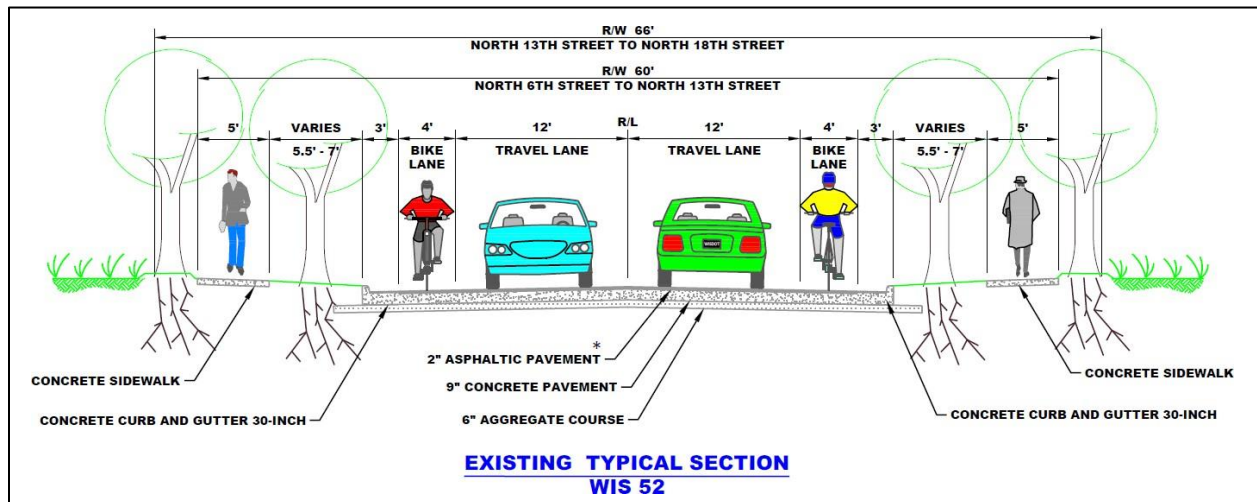 R/W 66'
NORTH 13TH STREET TO NORTH 18TH STREET
R/W 60'
NORTH 6TH STREET TO NORTH 13TH STREET
5' VARIES 3' 4' 12' R/L 12' 4' 3' VARIES 5'
5.5' - 7' BIKE LANE TRAVEL LANE TRAVEL LANE BIKE LANE 5.5' - 7'
WISDOT
2" ASPHALTIC PAVEMENT*
CONCRETE SIDEWALK
CONCRETE SIDEWALK
9" CONCRETE PAVEMENT
CONCRETE CURB AND GUTTER 30-INCH
6" AGGREGATE COURSE
CONCRETE CURB AND GUTTER 30-INCH
EXISTING TYPICAL SECTION
WIS 52